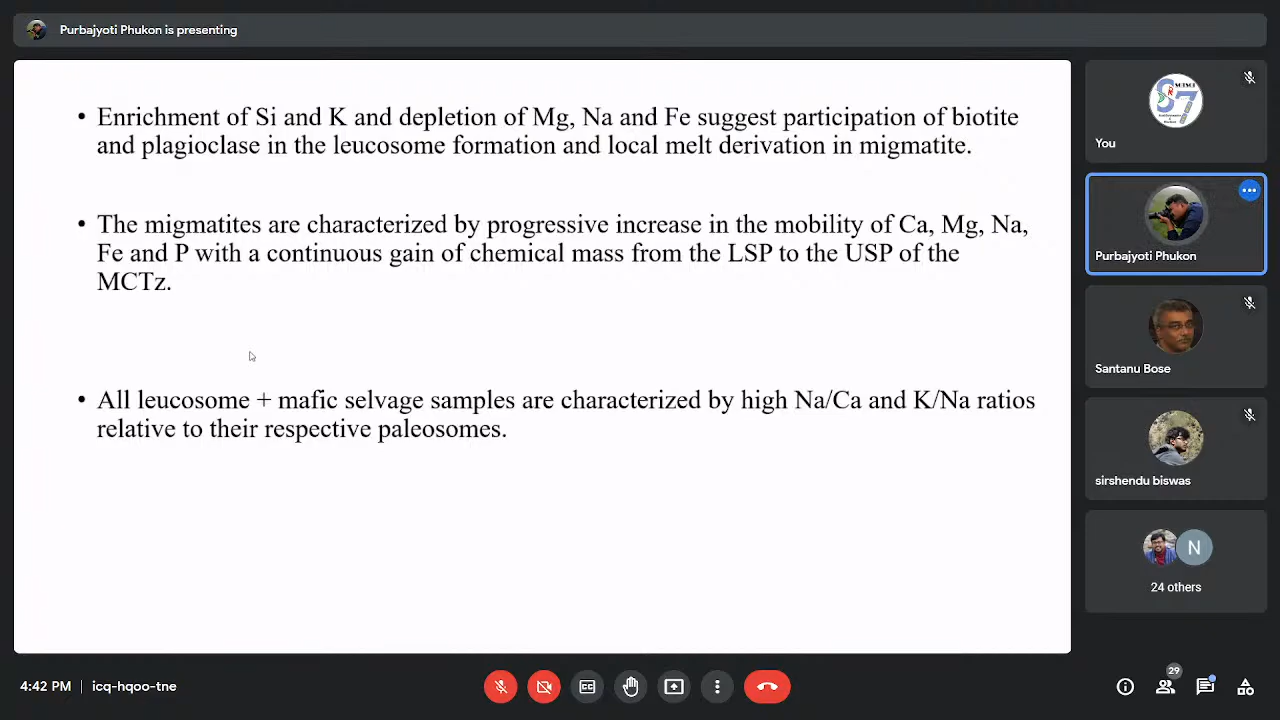 Purbajyoti Phukon is presenting
• Enrichment of Si and K and depletion of Mg, Na and Fe suggest participation of biotite
and plagioclase in the leucosome formation and local melt derivation in migmatite.
• The migmatites are characterized by progressive increase in the mobility of Ca, Mg, Na,
Fe and P with a continuous gain of chemical mass from the LSP to the USP of the
MCTz.
• All leucosome + mafic selvage samples are characterized by high Na/Ca and K/Na ratios
relative to their respective paleosomes.
You
Purbajyoti Phukon
Santanu Bose
sirshendu biswas
N
24 others
4:42 PM | icq-hqoo-tne
29